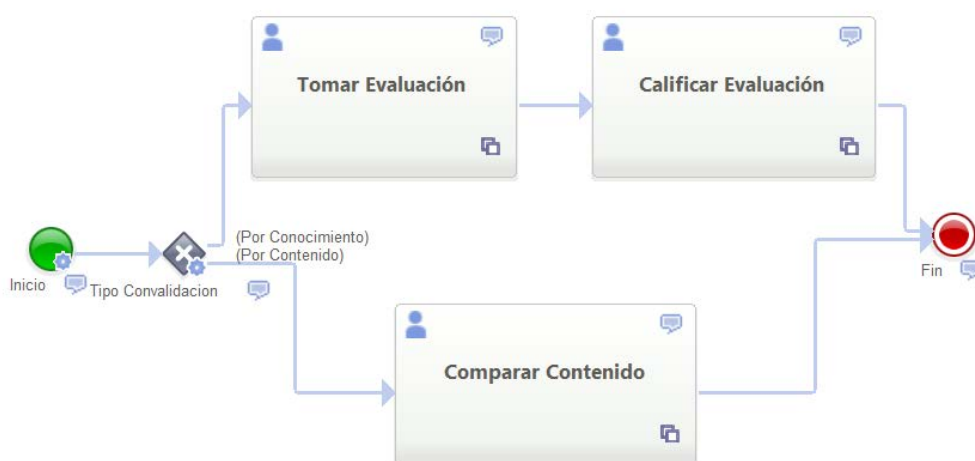 Tomar Evaluación
Calificar Evaluación
(Por Conocimiento)
(Por Contenido)
Inicio
Tipo Convalidacion
Fin
Comparar Contenido